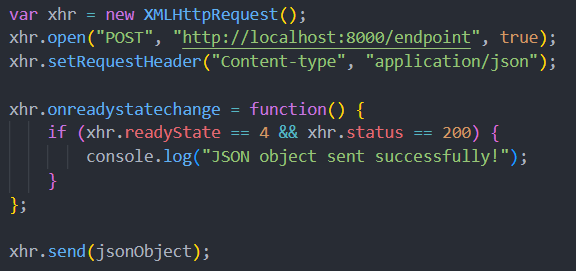 var xhr = new XMLHttpRequest();
xhr.open("POST", "http://localhost:8000/endpoint", true);
xhr.setRequestHeader("Content-type", "application/json");

xhr.onreadystatechange = function() {
    if (xhr.readyState == 4 && xhr.status == 200) {
        console.log("JSON object sent successfully!");
    }
};

xhr.send(jsonObject);